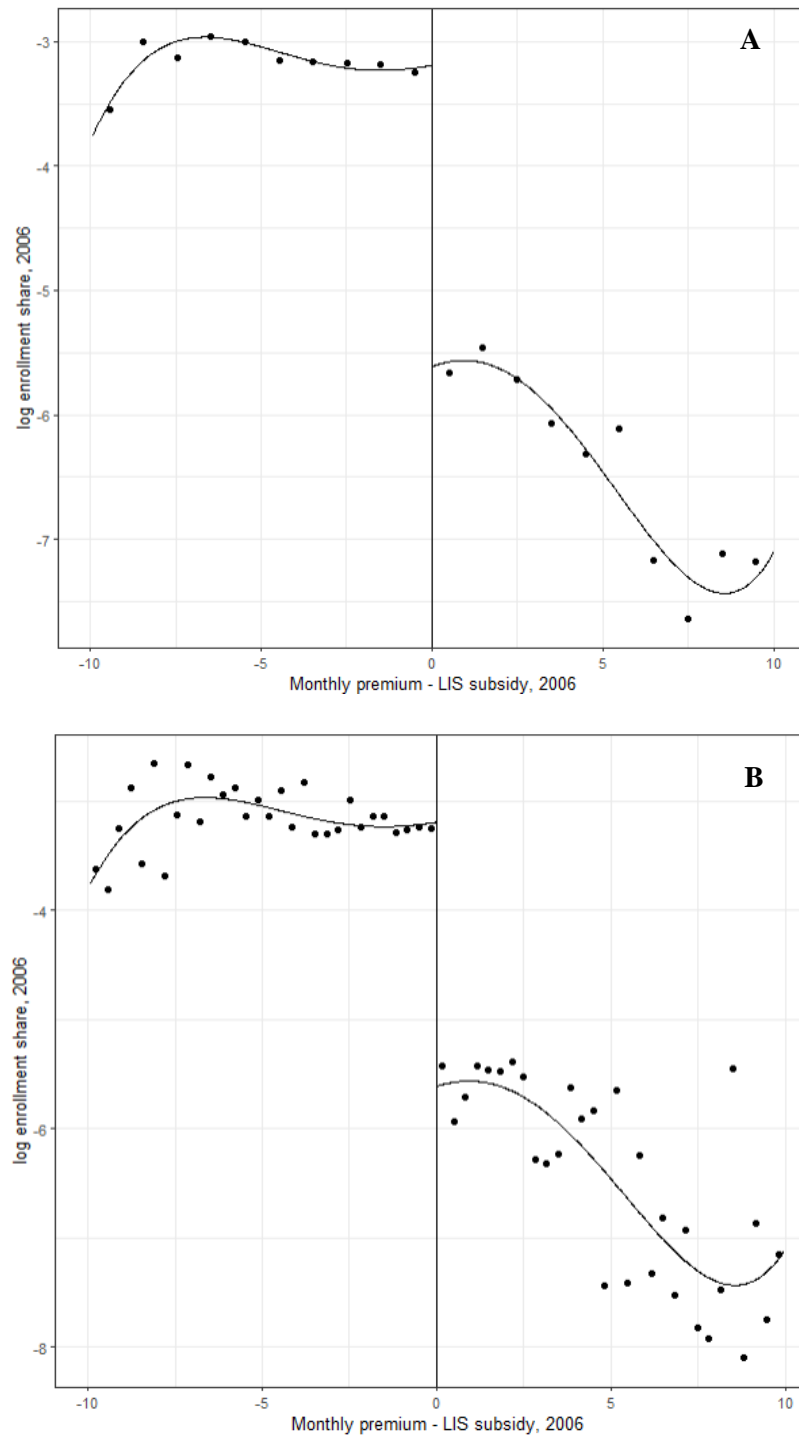 A
-3
-4
-5
-6
-7
log enrollment share, 2006
-10 -5 0 5 10
Monthly premium - LIS subsidy, 2006
B
-4
-6
-8
log enrollment share, 2006
-10 -5 0 5 10
Monthly premium - LIS subsidy, 2006